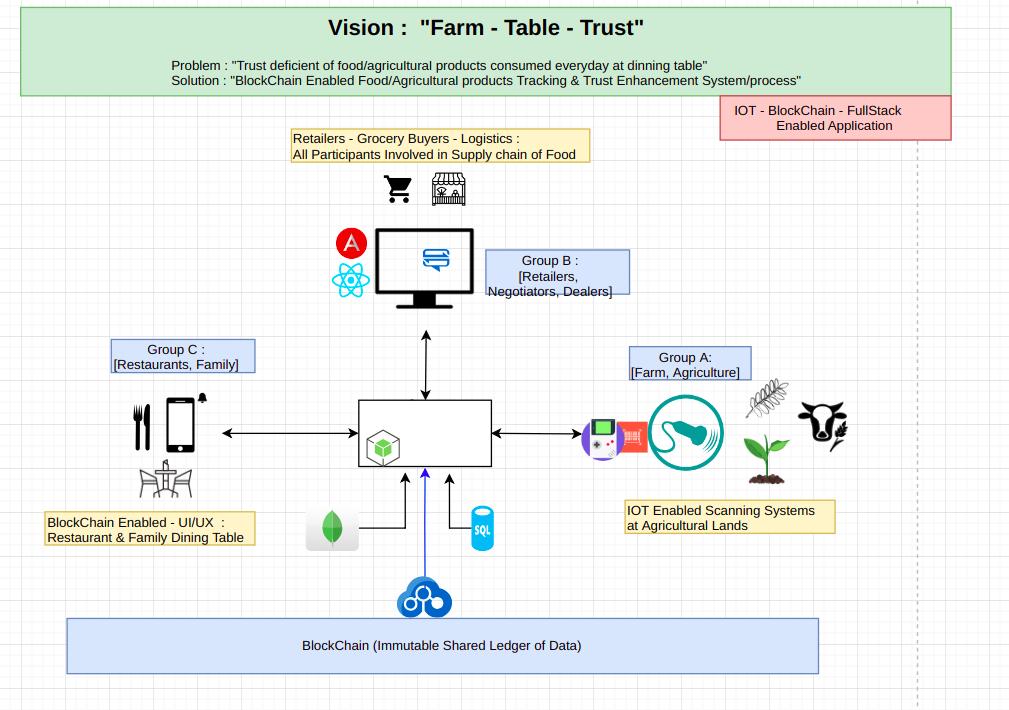 Vision :  "Farm - Table - Trust"
Problem : "Trust deficient of food/agricultural products consumed everyday at dinning table"
Solution : "BlockChain Enabled Food/Agricultural products Tracking & Trust Enhancement System/process"
IOT - BlockChain - FullStack
Enabled Application
Retailers - Grocery Buyers - Logistics :
All Participants Involved in Supply chain of Food
A
Group B :
[Retailers,
Negotiators, Dealers]
Group C :
[Restaurants, Family]
Group A:
[Farm, Agriculture]
BlockChain Enabled - UI/UX  :
Restaurant & Family Dining Table
SQL
IOT Enabled Scanning Systems
at Agricultural Lands
BlockChain (Immutable Shared Ledger of Data)